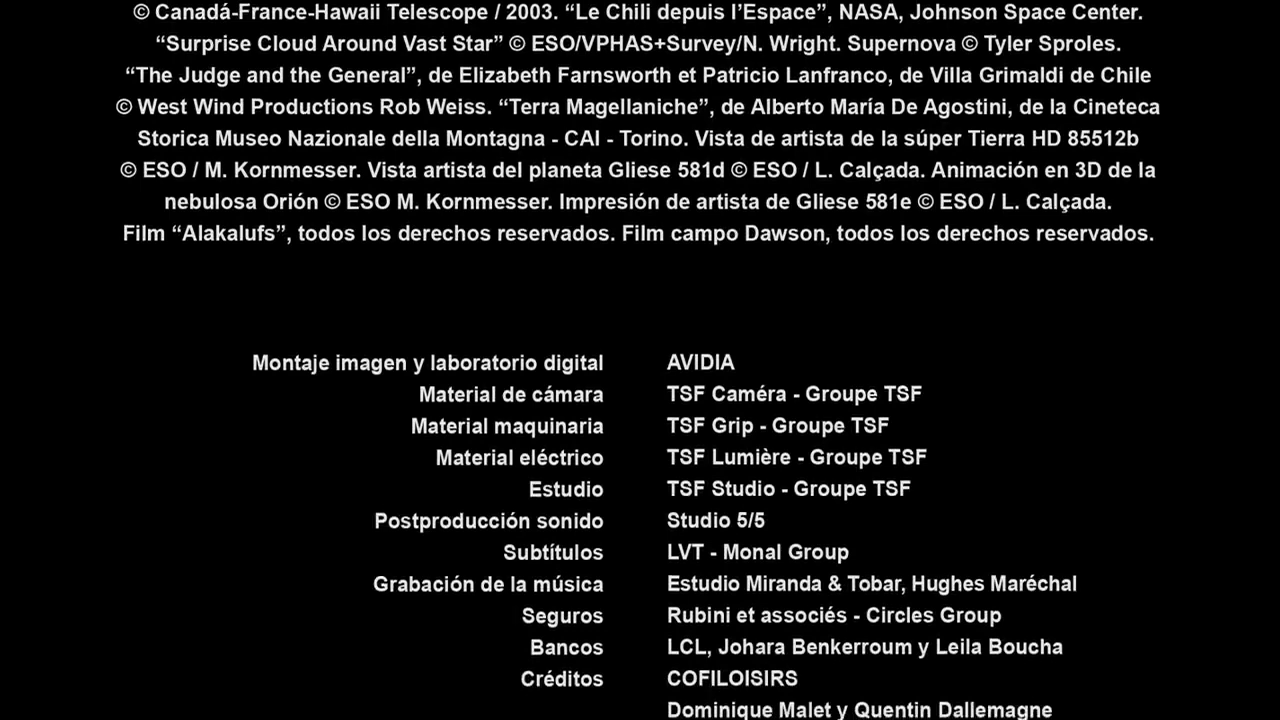 © Canadá-France-Hawaii Telescope / 2003. “Le Chili depuis l’Espace”, NASA, Johnson Space Center.
“Surprise Cloud Around Vast Star” © ESO/VPHAS+Survey/N. Wright. Supernova © Tyler Sproles.
“The Judge and the General”, de Elizabeth Farnsworth et Patricio Lanfranco, de Villa Grimaldi de Chile
© West Wind Productions Rob Weiss. “Terra Magellaniche”, de Alberto María De Agostini, de la Cineteca
Storica Museo Nazionale della Montagna - CAI - Torino. Vista de artista de la súper Tierra HD 85512b
© ESO / M. Kornmesser. Vista artista del planeta Gliese 581d © ESO / L. Calçada. Animación en 3D de la
nebulosa Orión © ESO M. Kornmesser. Impresión de artista de Gliese 581e © ESO / L. Calçada.
Film “Alakalufs”, todos los derechos reservados. Film campo Dawson, todos los derechos reservados.
Montaje imagen y laboratorio digital AVIDIA
Material de cámara TSF Caméra - Groupe TSF
Material maquinaria TSF Grip - Groupe TSF
Material eléctrico TSF Lumière - Groupe TSF
Estudio TSF Studio - Groupe TSF
Postproducción sonido Studio 5/5
Subtítulos LVT - Monal Group
Grabación de la música Estudio Miranda & Tobar, Hughes Maréchal
Seguros Rubini et associés - Circles Group
Bancos LCL, Johara Benkerroum y Leila Boucha
Créditos COFILOISIRS
Dominique Malet y Quentin Dallemagne